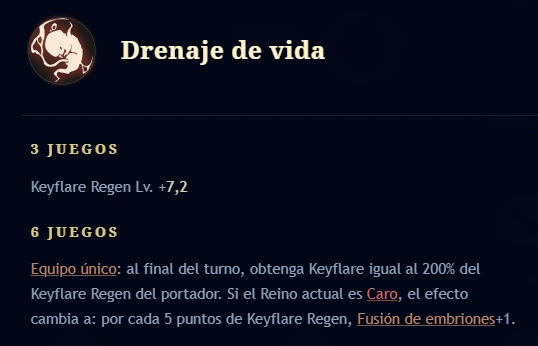 Drenaje de vida
3 JUEGOS
Keyflare Regen Lv. +7,2
6 JUEGOS
Equipo único: al final del turno, obtenga Keyflare igual al 200% del
Keyflare Regen del portador. Si el Reino actual es Caro, el efecto
cambia a: por cada 5 puntos de Keyflare Regen, Fusión de embriones+1.